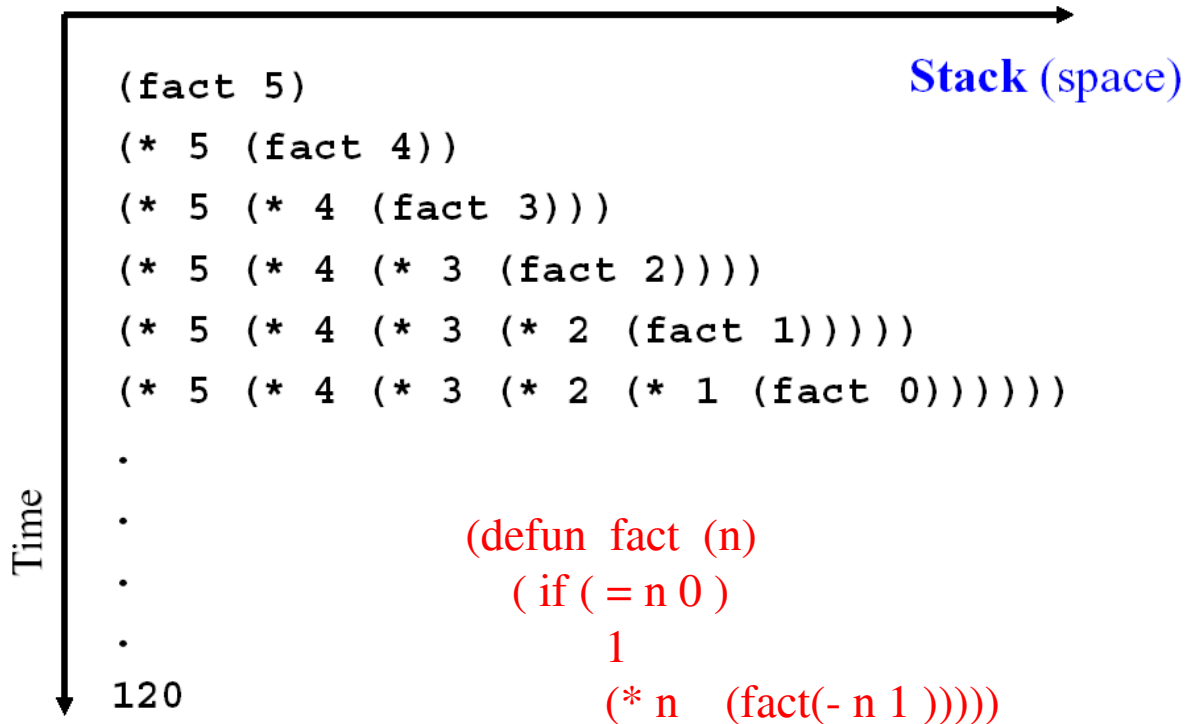 Stack (space)
(fact 5)
(* 5 (fact 4))
(* 5 (* 4 (fact 3)))
(* 5 (* 4 (* 3 (fact 2))))
(* 5 (* 4 (* 3 (* 2 (fact 1)))))
(* 5 (* 4 (* 3 (* 2 (* 1 (fact 0))))))
.
.
.
.
120
Time
(defun fact (n)
( if ( = n 0 )
1
(* n (fact(- n 1 )))))